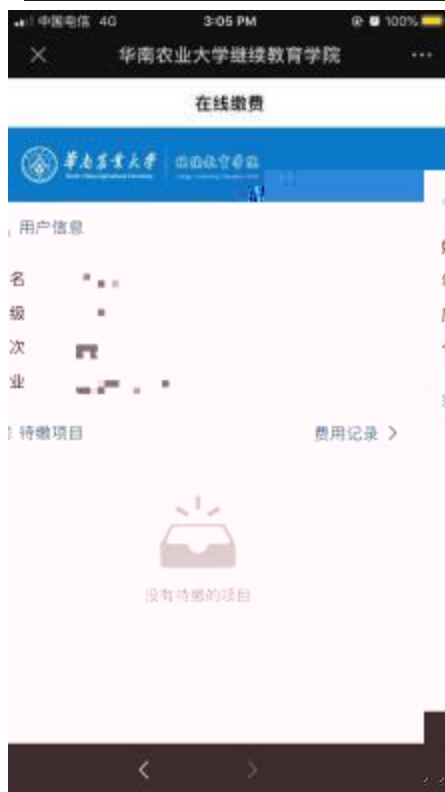 中国电信 4G 3:05 PM 100%
华南农业大学继续教育学院
在线缴费
华南农业大学
用户信息
名
级
次
业
待缴项目 费用记录
没有待缴的项目